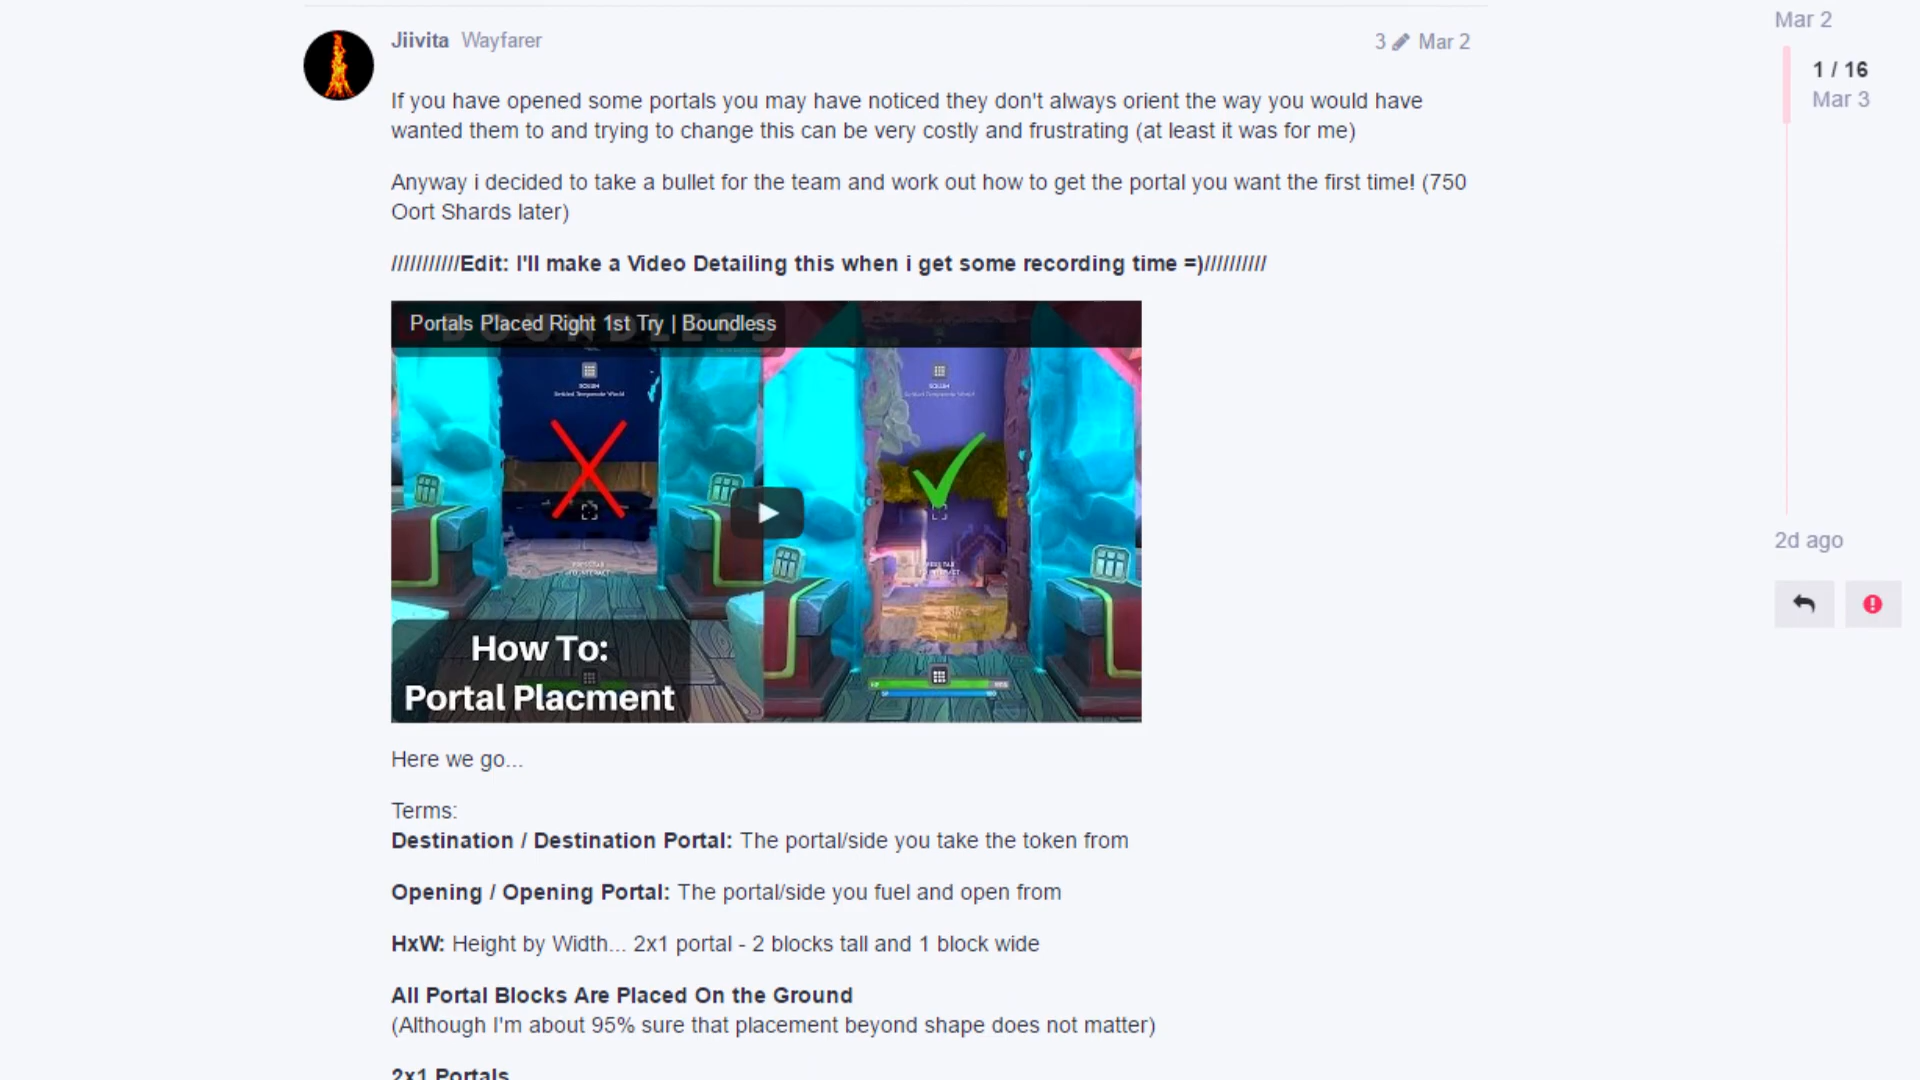 Mar 2
Jiivita Wayfarer
3 Mar 2
1 / 16
Mar 3
If you have opened some portals you may have noticed they don't always orient the way you would have
wanted them to and trying to change this can be very costly and frustrating (at least it was for me)
Anyway i decided to take a bullet for the team and work out how to get the portal you want the first time! (750
Oort Shards later)
///////////Edit: I'll make a Video Detailing this when i get some recording time =)//////////
Portals Placed Right 1st Try | Boundless
SOLUM
SOLUM
How To:
Portal Placment
2d ago
Here we go...
Terms:
Destination / Destination Portal: The portal/side you take the token from
Opening / Opening Portal: The portal/side you fuel and open from
HxW: Height by Width... 2x1 portal - 2 blocks tall and 1 block wide
All Portal Blocks Are Placed On the Ground
(Although I'm about 95% sure that placement beyond shape does not matter)
2x1 Portals